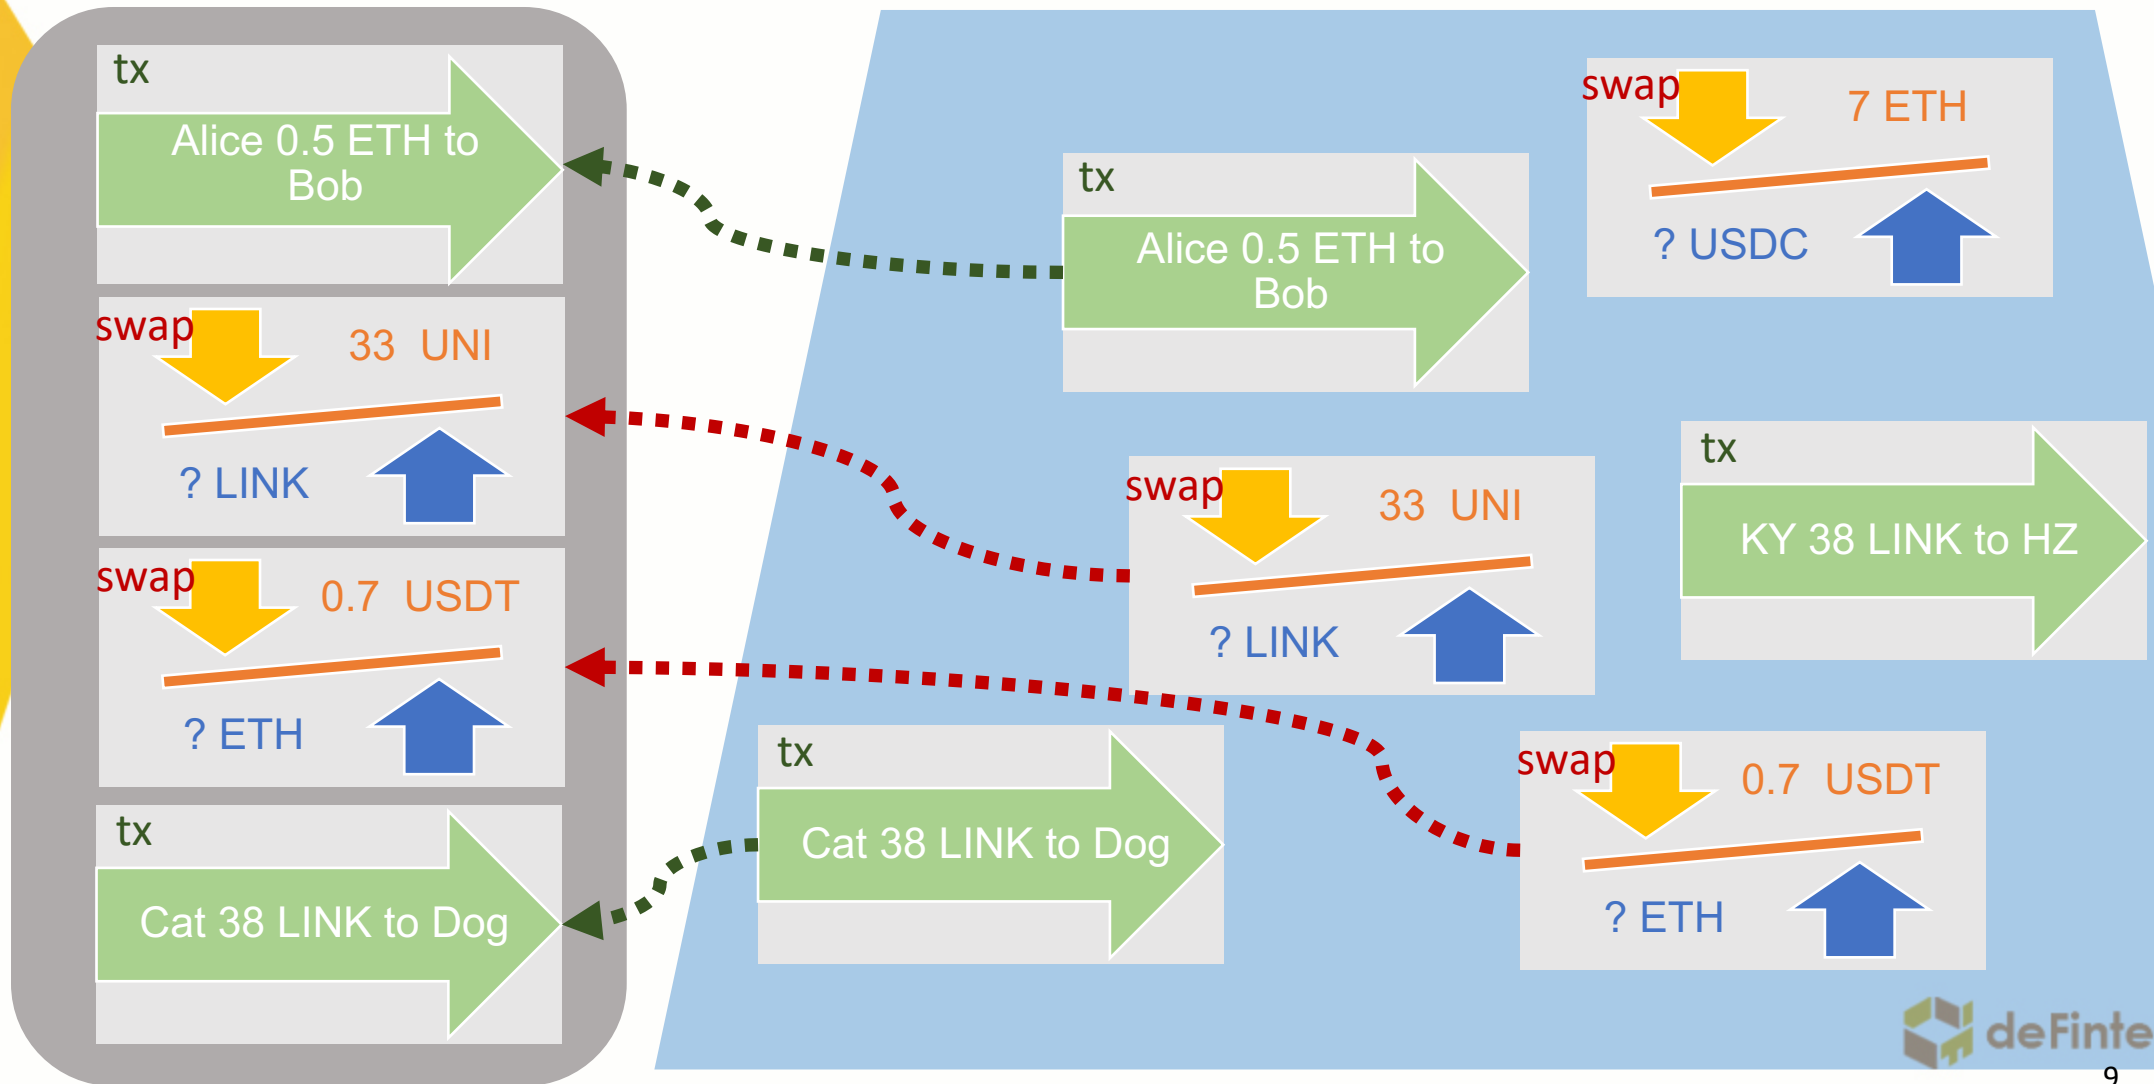 tx
Alice 0.5 ETH to
Bob
swap
33 UNI
? LINK
swap
0.7 USDT
? ETH
tx
Cat 38 LINK to Dog
tx
Alice 0.5 ETH to
Bob
swap
7 ETH
? USDC
swap
33 UNI
? LINK
tx
KY 38 LINK to HZ
tx
Cat 38 LINK to Dog
swap
0.7 USDT
? ETH
deFinte
9